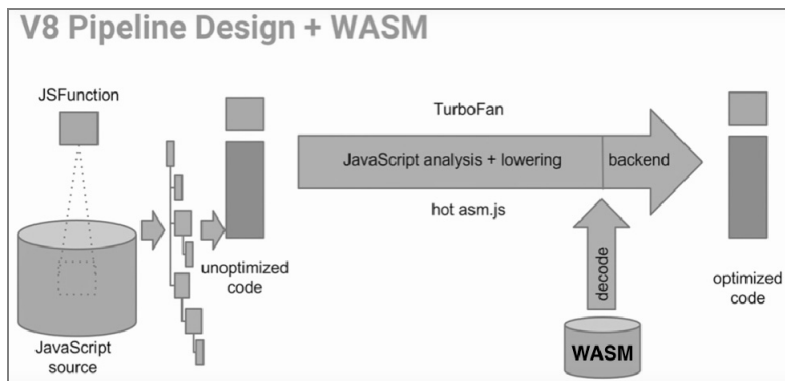 V8 Pipeline Design + WASM
JSFunction
TurboFan
JavaScript analysis + lowering
backend
hot asm.js
unoptimized
code
decode
optimized
code
WASM
JavaScript
source